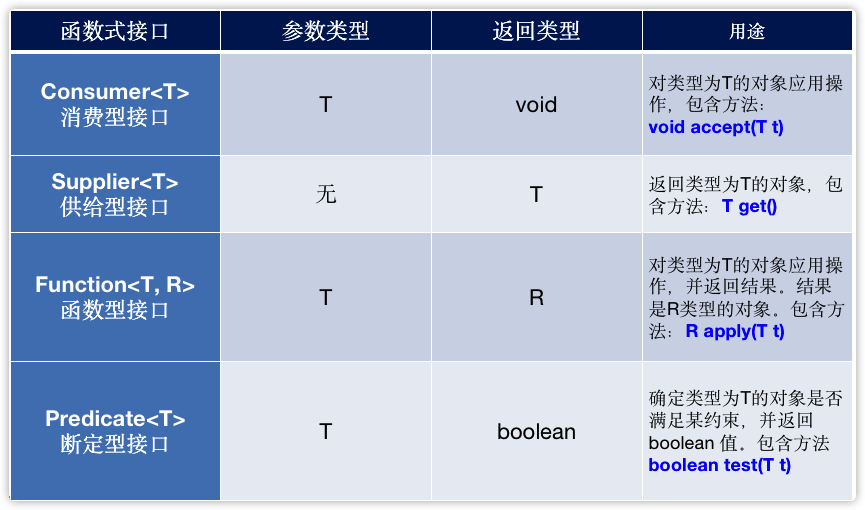 函数式接口 参数类型 返回类型 用途
Consumer<T>
消费型接口
T
void
对类型为T的对象应用操
作，包含方法：
void accept(T t)
Supplier<T>
供给型接口
无
T
返回类型为T的对象，包
含方法：T get()
Function<T, R>
函数型接口
T
R
对类型为T的对象应用操
作，并返回结果。结果
是R类型的对象。包含方
法：R apply(T t)
Predicate<T>
断定型接口
T
boolean
确定类型为T的对象是否
满足某约束，并返回
boolean 值。包含方法
boolean test(T t)